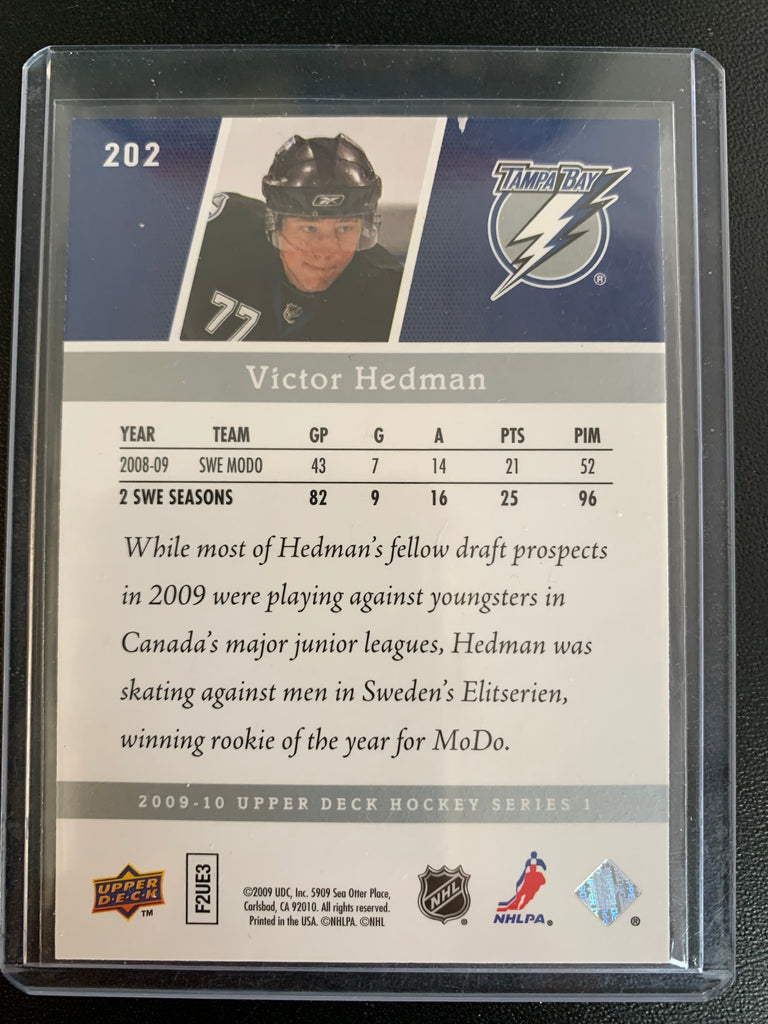 202
TAMPA BAY
®
77
Victor Hedman
YEAR TEAM GP G A PTS PIM
2008-09 SWE MODO 43 7 14 21 52
2 SWE SEASONS 82 9 16 25 96
While most of Hedman's fellow draft prospects
in 2009 were playing against youngsters in
Canada's major junior leagues, Hedman was
skating against men in Sweden's Elitserien,
winning rookie of the year for MoDo.
2009-10 UPPER DECK HOCKEY SERIES 1
UPPER DECK TM
F2UE3
©2009 UDC, Inc. 5909 Sea Otter Place,
Carlsbad, CA 92010. All rights reserved.
Printed in the USA. ©NHLPA. ©NHL
NHL ®
NHLPA ®
®